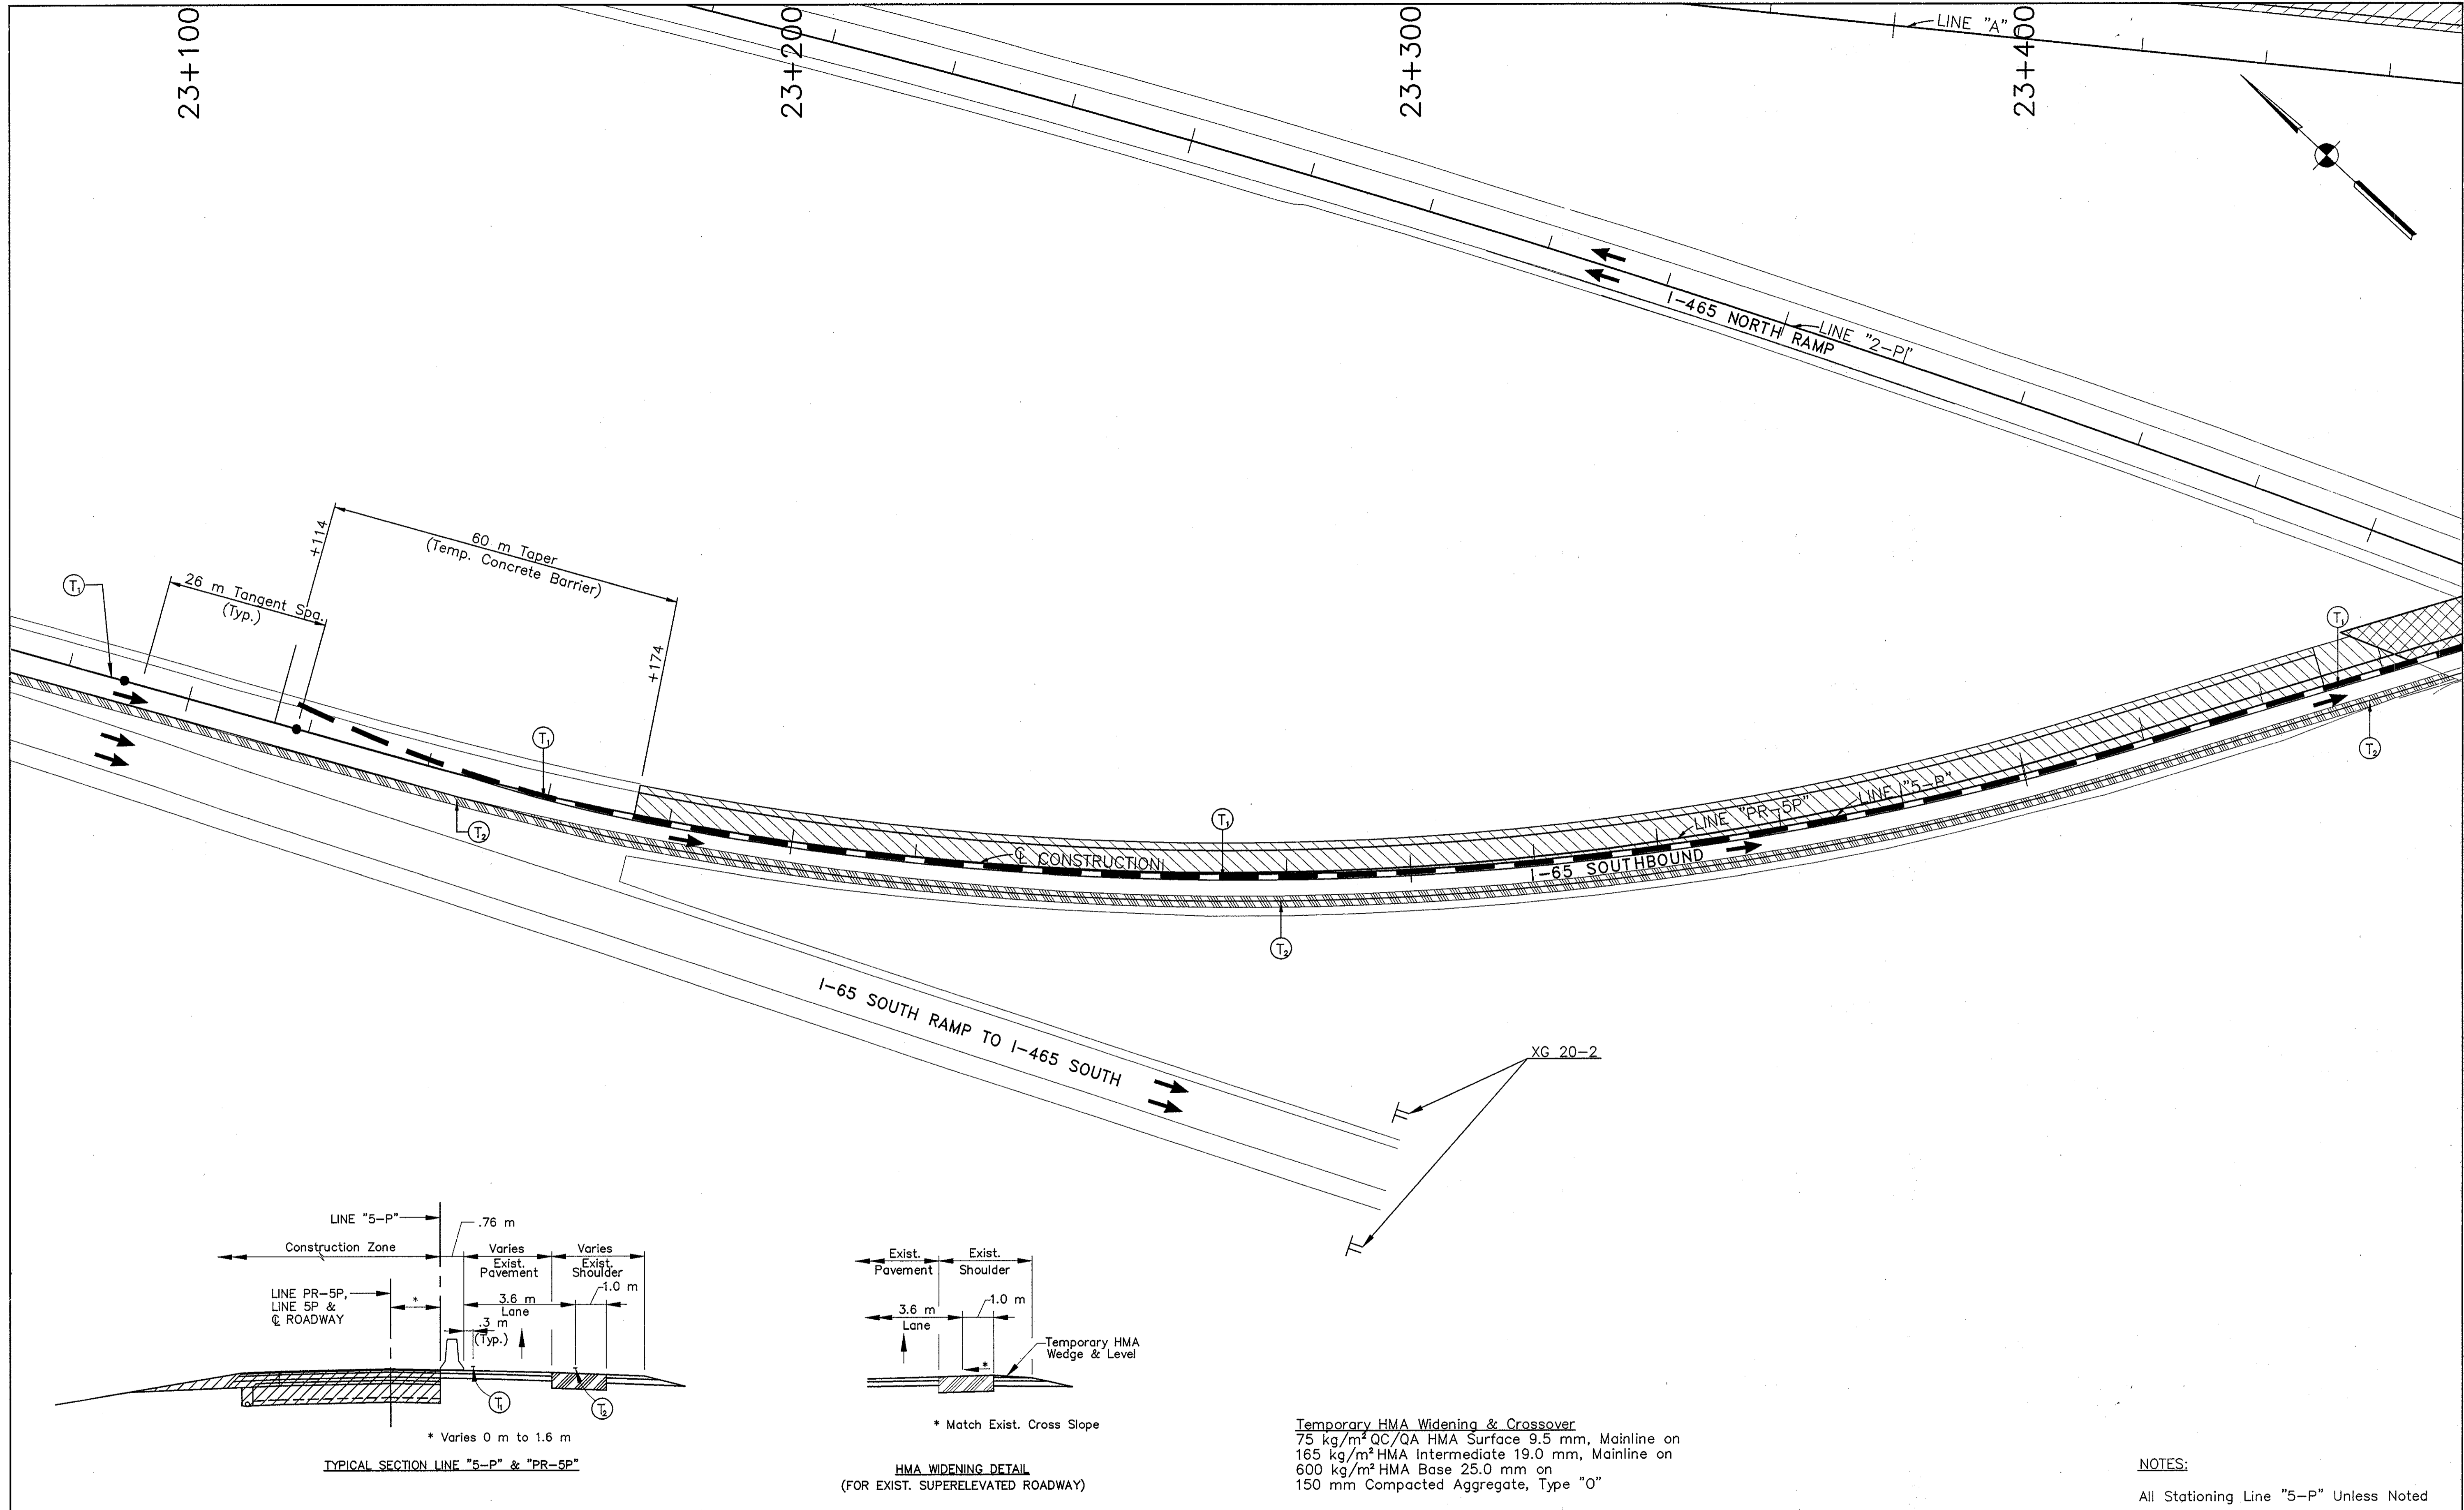 23+100
23+200
23+300
23+400
LINE "A"
I-465 NORTH RAMP
LINE "2-P"
+114
60 m Taper
(Temp. Concrete Barrier)
+174
26 m Tangent Spa.
(Typ.)
T1
T1
T1
T1
T2
T2
T2
℄ CONSTRUCTION
LINE "PR-5P"
LINE "5-P"
I-65 SOUTHBOUND
I-65 SOUTH RAMP TO I-465 SOUTH
XG 20-2
LINE "5-P"
.76 m
Construction Zone
Varies
Exist.
Pavement
Varies
Exist.
Shoulder
1.0 m
LINE PR-5P,
LINE 5P &
℄ ROADWAY
*
3.6 m
Lane
.3 m
(Typ.)
T1
T2
* Varies 0 m to 1.6 m
TYPICAL SECTION LINE "5-P" & "PR-5P"
Exist.
Pavement
Exist.
Shoulder
3.6 m
Lane
1.0 m
*
Temporary HMA
Wedge & Level
* Match Exist. Cross Slope
HMA WIDENING DETAIL
(FOR EXIST. SUPERELEVATED ROADWAY)
Temporary HMA Widening & Crossover
75 kg/m² QC/QA HMA Surface 9.5 mm, Mainline on
165 kg/m² HMA Intermediate 19.0 mm, Mainline on
600 kg/m² HMA Base 25.0 mm on
150 mm Compacted Aggregate, Type "O"
NOTES:
All Stationing Line "5-P" Unless Noted